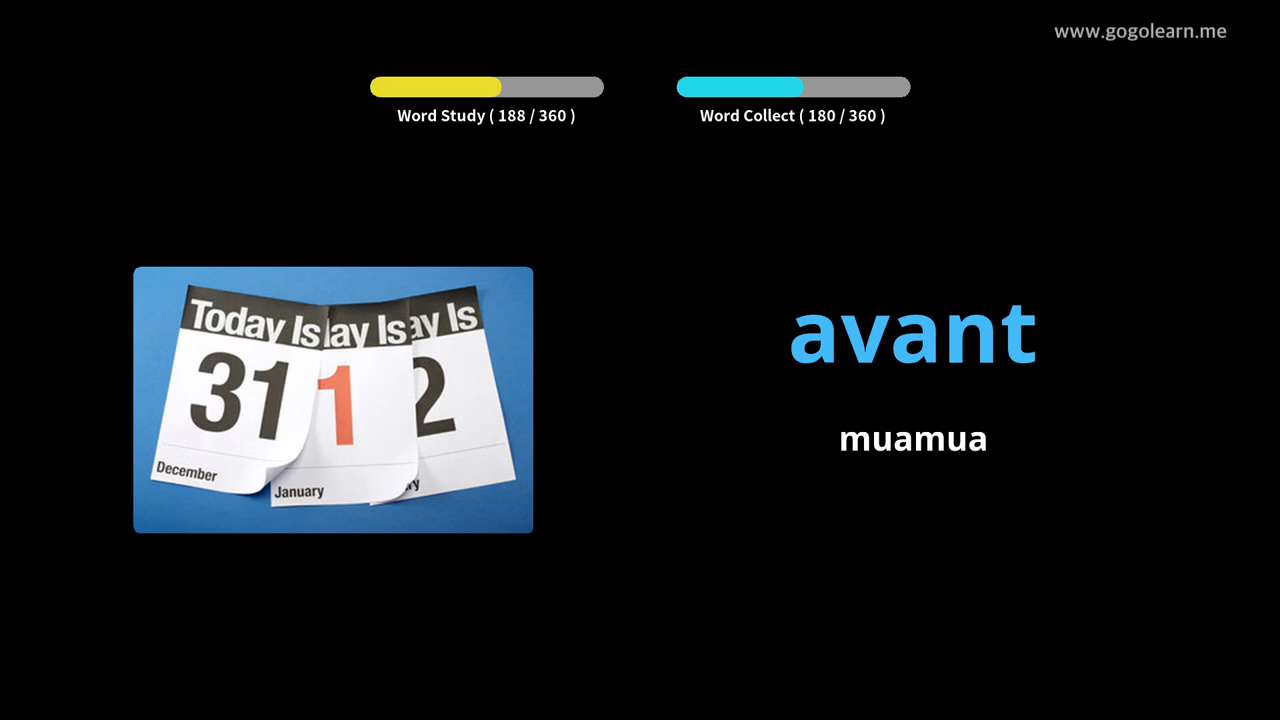 www.gogolearn.me
Word Study ( 188 / 360 )
Word Collect ( 180 / 360 )
Today Is
lay Is
ay Is
31
1
2
December
January
ry
avant
muamua